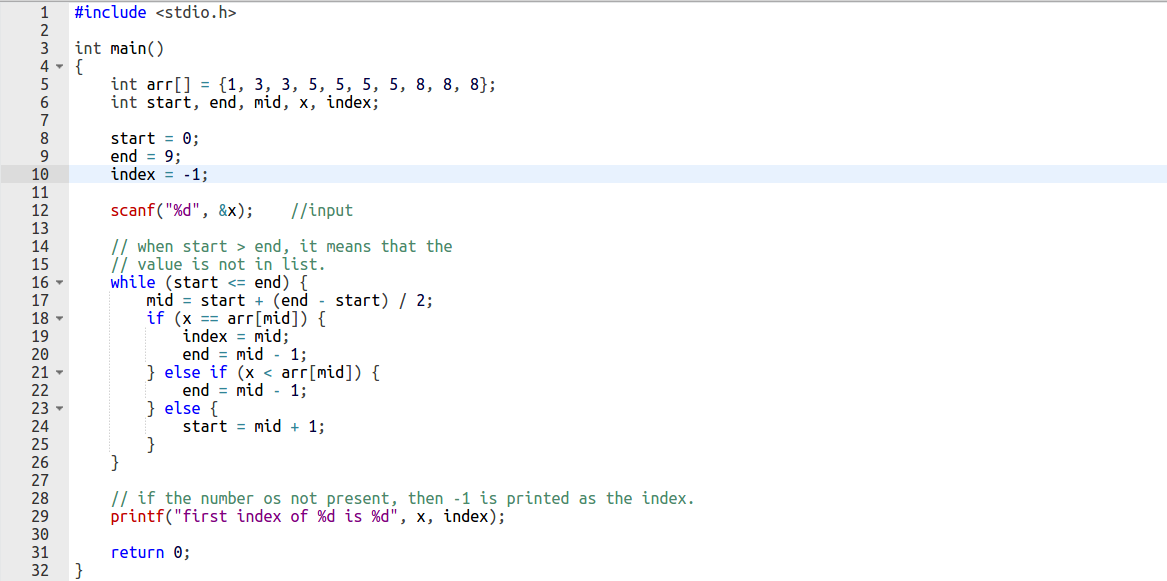 1 #include <stdio.h>
2
3 int main()
4 {
5     int arr[] = {1, 3, 3, 5, 5, 5, 5, 8, 8, 8};
6     int start, end, mid, x, index;
7
8     start = 0;
9     end = 9;
10     index = -1;
11
12     scanf("%d", &x);    //input
13
14     // when start > end, it means that the
15     // value is not in list.
16     while (start <= end) {
17         mid = start + (end - start) / 2;
18         if (x == arr[mid]) {
19             index = mid;
20             end = mid - 1;
21         } else if (x < arr[mid]) {
22             end = mid - 1;
23         } else {
24             start = mid + 1;
25         }
26     }
27
28     // if the number os not present, then -1 is printed as the index.
29     printf("first index of %d is %d", x, index);
30
31     return 0;
32 }